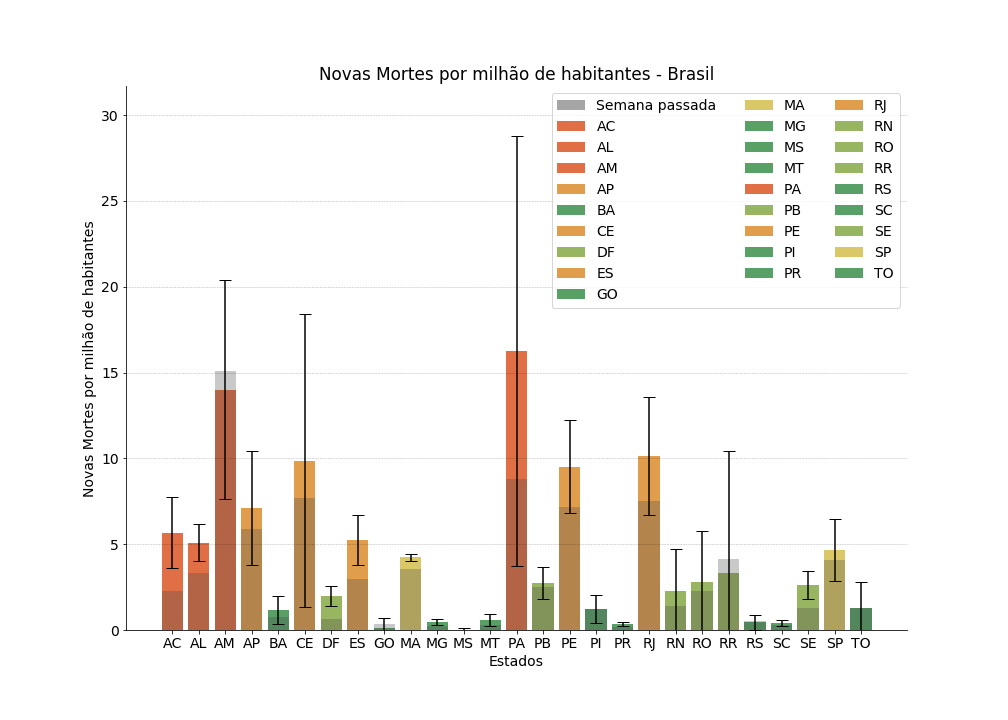 Novas Mortes por milhão de habitantes - Brasil
Novas Mortes por milhão de habitantes
30
25
20
15
10
5
0
Semana passada
AC
AL
AM
AP
BA
CE
DF
ES
GO
MA
MG
MS
MT
PA
PB
PE
PI
PR
RJ
RN
RO
RR
RS
SC
SE
SP
TO
AC AL AM AP BA CE DF ES GO MA MG MS MT PA PB PE PI PR RJ RN RO RR RS SC SE SP TO
Estados